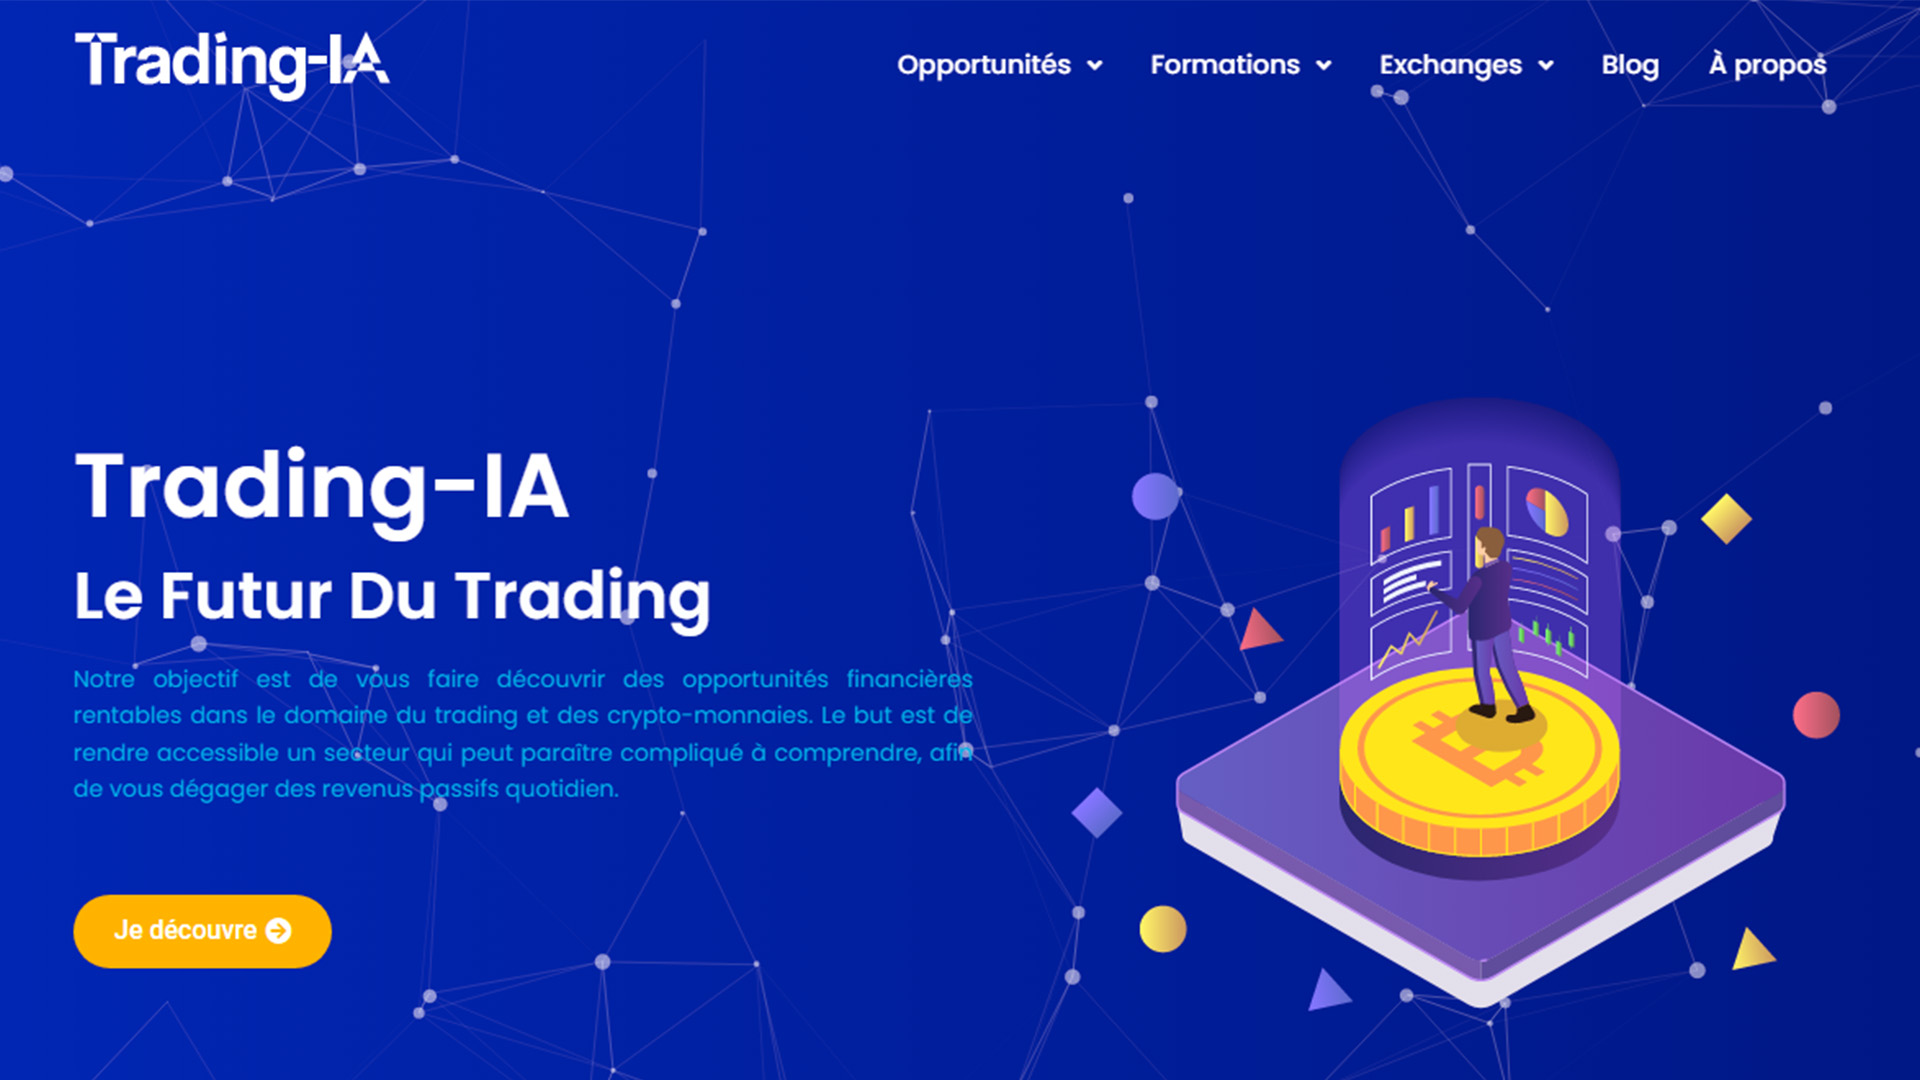 Trading-IA
Opportunités
Formations
Exchanges
Blog
À propos
Trading-IA
Le Futur Du Trading
Notre objectif est de vous faire découvrir des opportunités financières
rentables dans le domaine du trading et des crypto-monnaies. Le but est de
rendre accessible un secteur qui peut paraître compliqué à comprendre, afin
de vous dégager des revenus passifs quotidien.
Je découvre